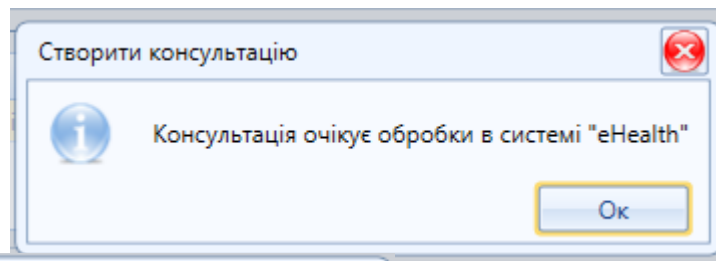 Створити консультацію
Консультація очікує обробки в системі "eHealth"
Ок